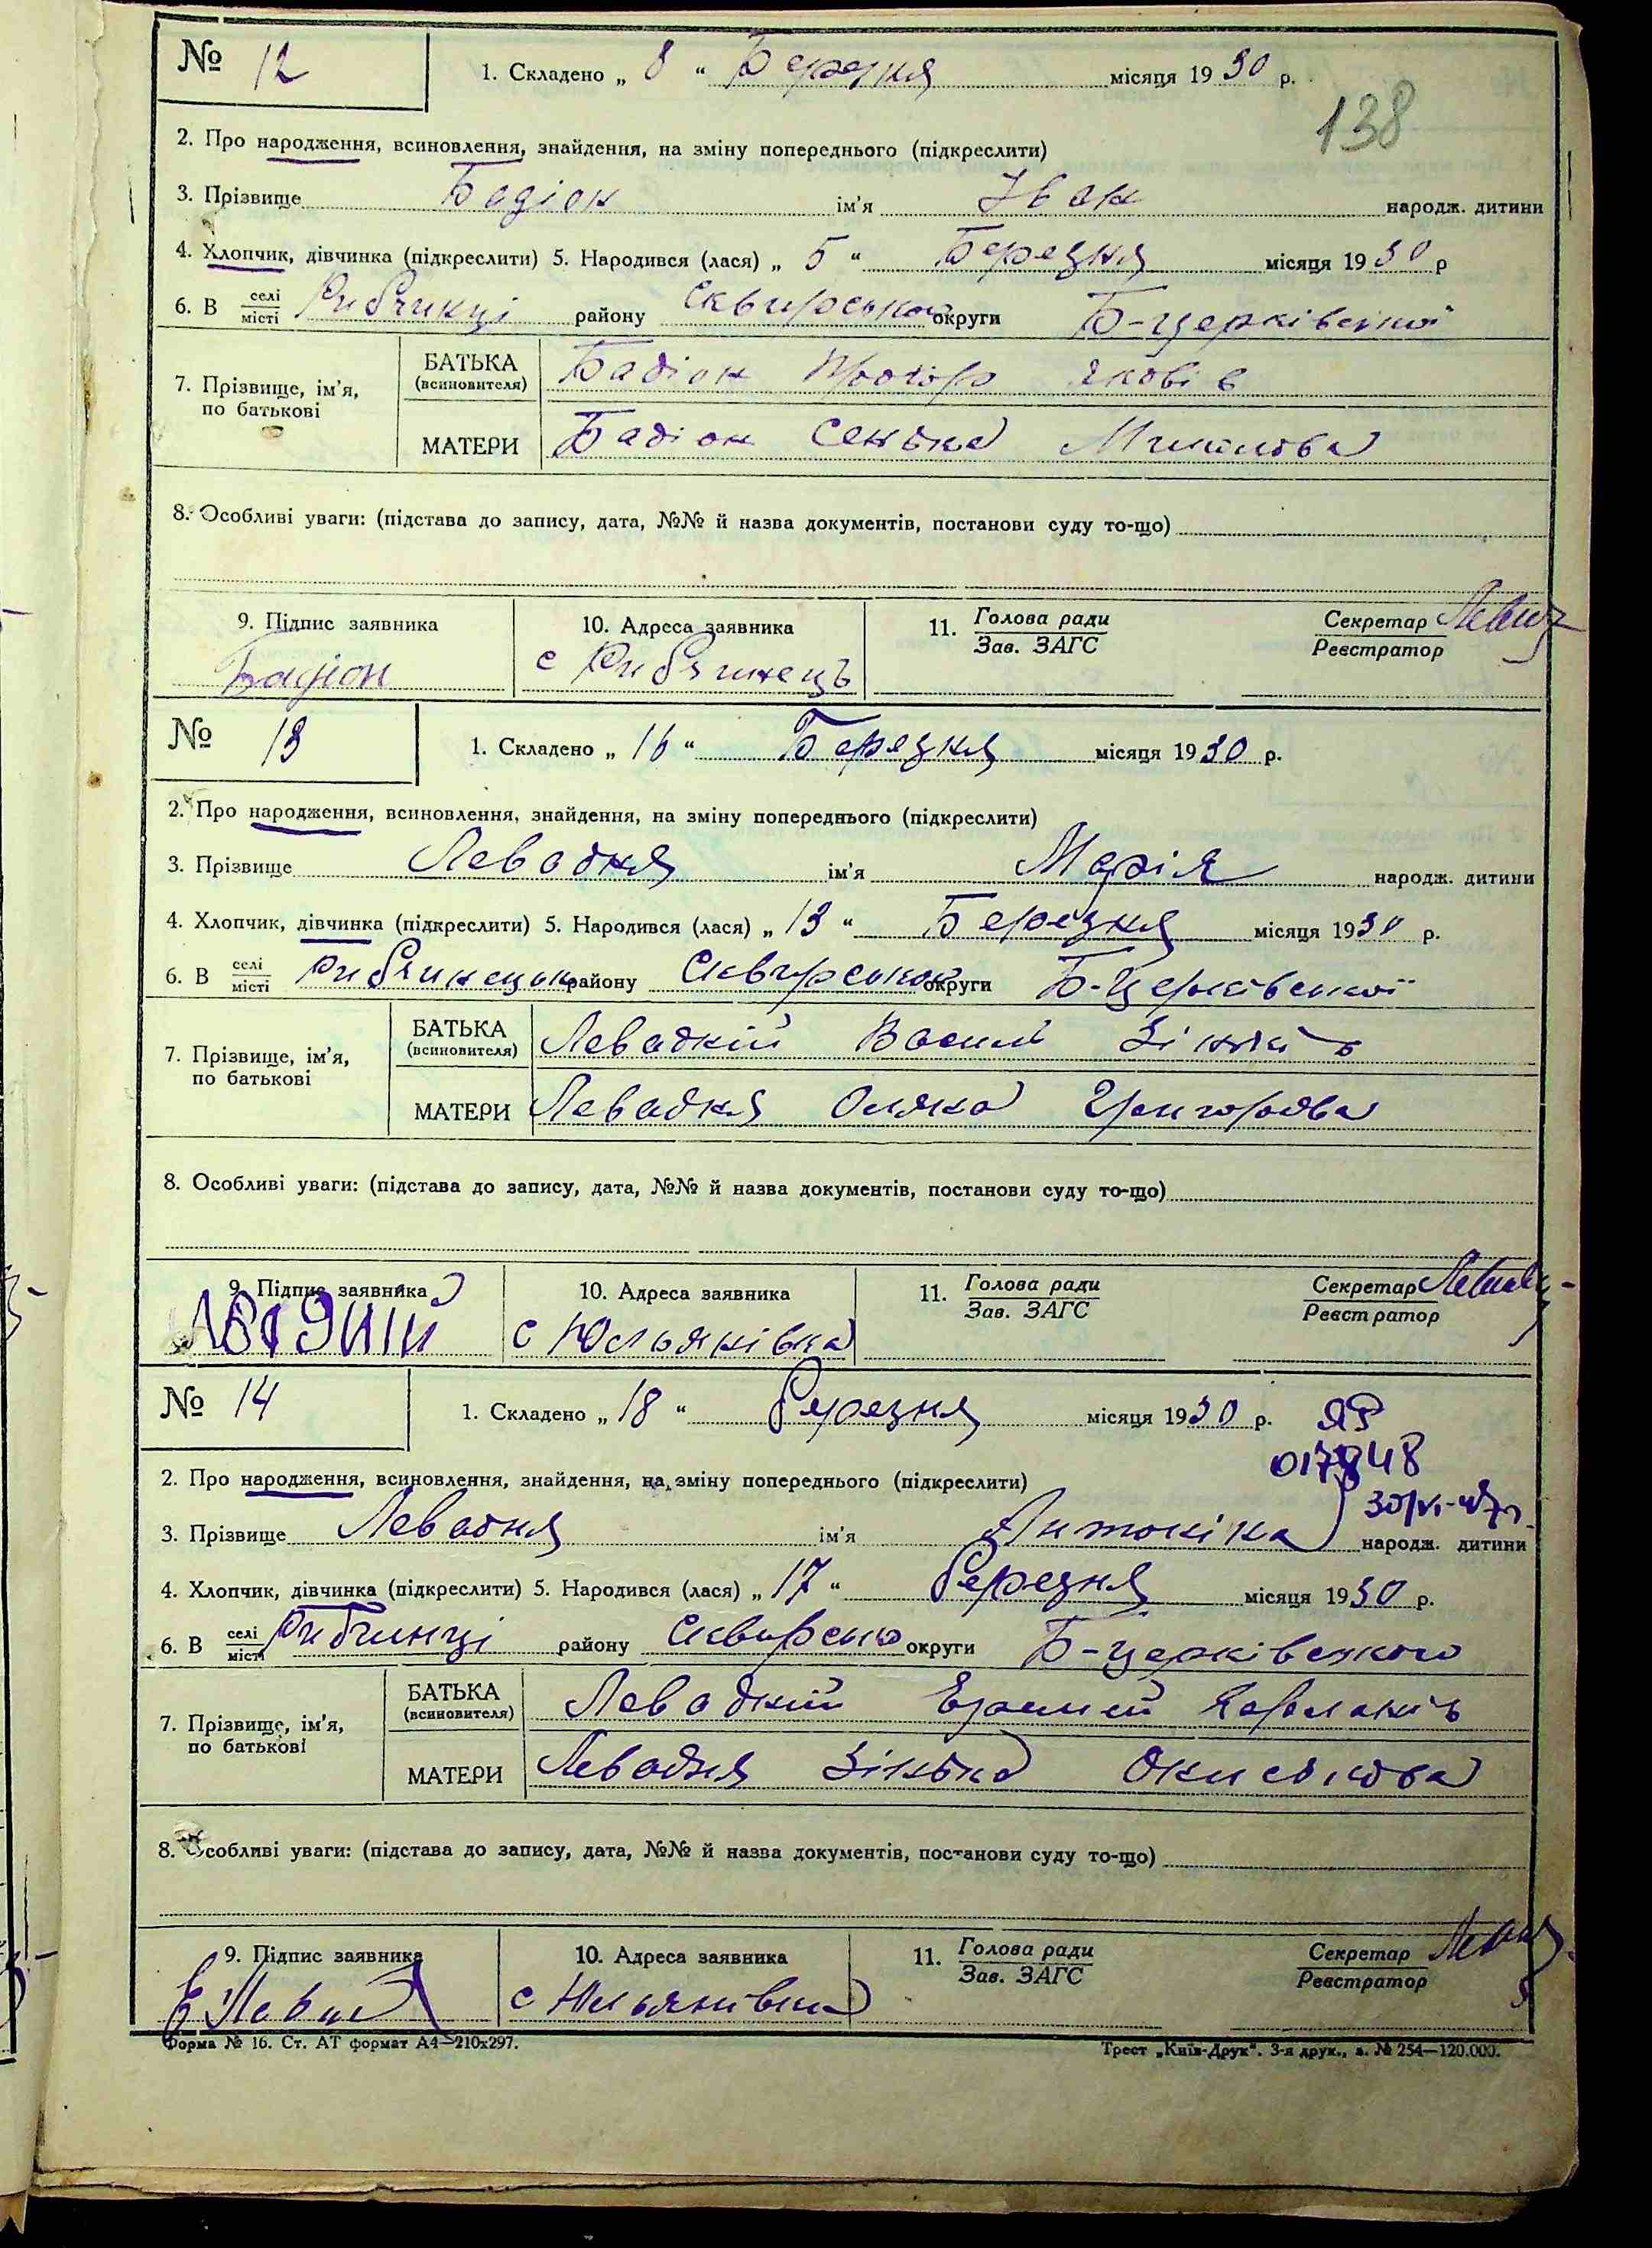 № 12 1. Складено „ 8 “ Березня місяця 1930 р.
138
2. Про народження, всиновлення, знайдення, на зміну попереднього (підкреслити)
3. Прізвище Бадіон ім'я Іван народж. дитини
4. Хлопчик, дівчинка (підкреслити) 5. Народився (лася) „ 5 “ Березня місяця 1930 р
6. В селі/місті Рибчинці району Сквирського округи Б-Церківської
7. Прізвище, ім'я, по батькові
БАТЬКА (всиновителя) Бадіон Прохор Яковів
МАТЕРИ Бадіон Сенька Миколова
8. Особливі уваги: (підстава до запису, дата, №№ й назва документів, постанови суду то-що)
9. Підпис заявника 10. Адреса заявника 11. Голова ради Секретар
Зав. ЗАГС Реєстратор
Бадіон с Рибчинець
№ 13 1. Складено „ 16 “ Березня місяця 1930 р.
2. Про народження, всиновлення, знайдення, на зміну попереднього (підкреслити)
3. Прізвище Левадня ім'я Марія народж. дитини
4. Хлопчик, дівчинка (підкреслити) 5. Народився (лася) „ 13 “ Березня місяця 1930 р.
6. В селі/місті району Сквирського округи Б-Церківської
7. Прізвище, ім'я, по батькові
БАТЬКА (всиновителя) Левадній Василь
МАТЕРИ Левадня Оляна Григорова
8. Особливі уваги: (підстава до запису, дата, №№ й назва документів, постанови суду то-що)
9. Підпис заявника 10. Адреса заявника 11. Голова ради Секретар
Зав. ЗАГС Реєстратор
с Юльянівка
№ 14 1. Складено „ 18 “ березня місяця 1930 р. ЯР
2. Про народження, всиновлення, знайдення, на зміну попереднього (підкреслити)
3. Прізвище Левадня ім'я Антоніна народж. дитини
4. Хлопчик, дівчинка (підкреслити) 5. Народився (лася) „ 17 “ березня місяця 1930 р.
6. В селі/місті Рибчинці району округи Б-Церківського
7. Прізвище, ім'я, по батькові
БАТЬКА (всиновителя) Левадній
МАТЕРИ Левадня Зінька
8. Особливі уваги: (підстава до запису, дата, №№ й назва документів, постанови суду то-що)
9. Підпис заявника 10. Адреса заявника 11. Голова ради Секретар
Зав. ЗАГС Реєстратор
с Юльянівка
Форма № 16. Ст. АТ формат А4—210х297. Трест „Київ-Друк“. 3-я друк., з. № 254—120.000.